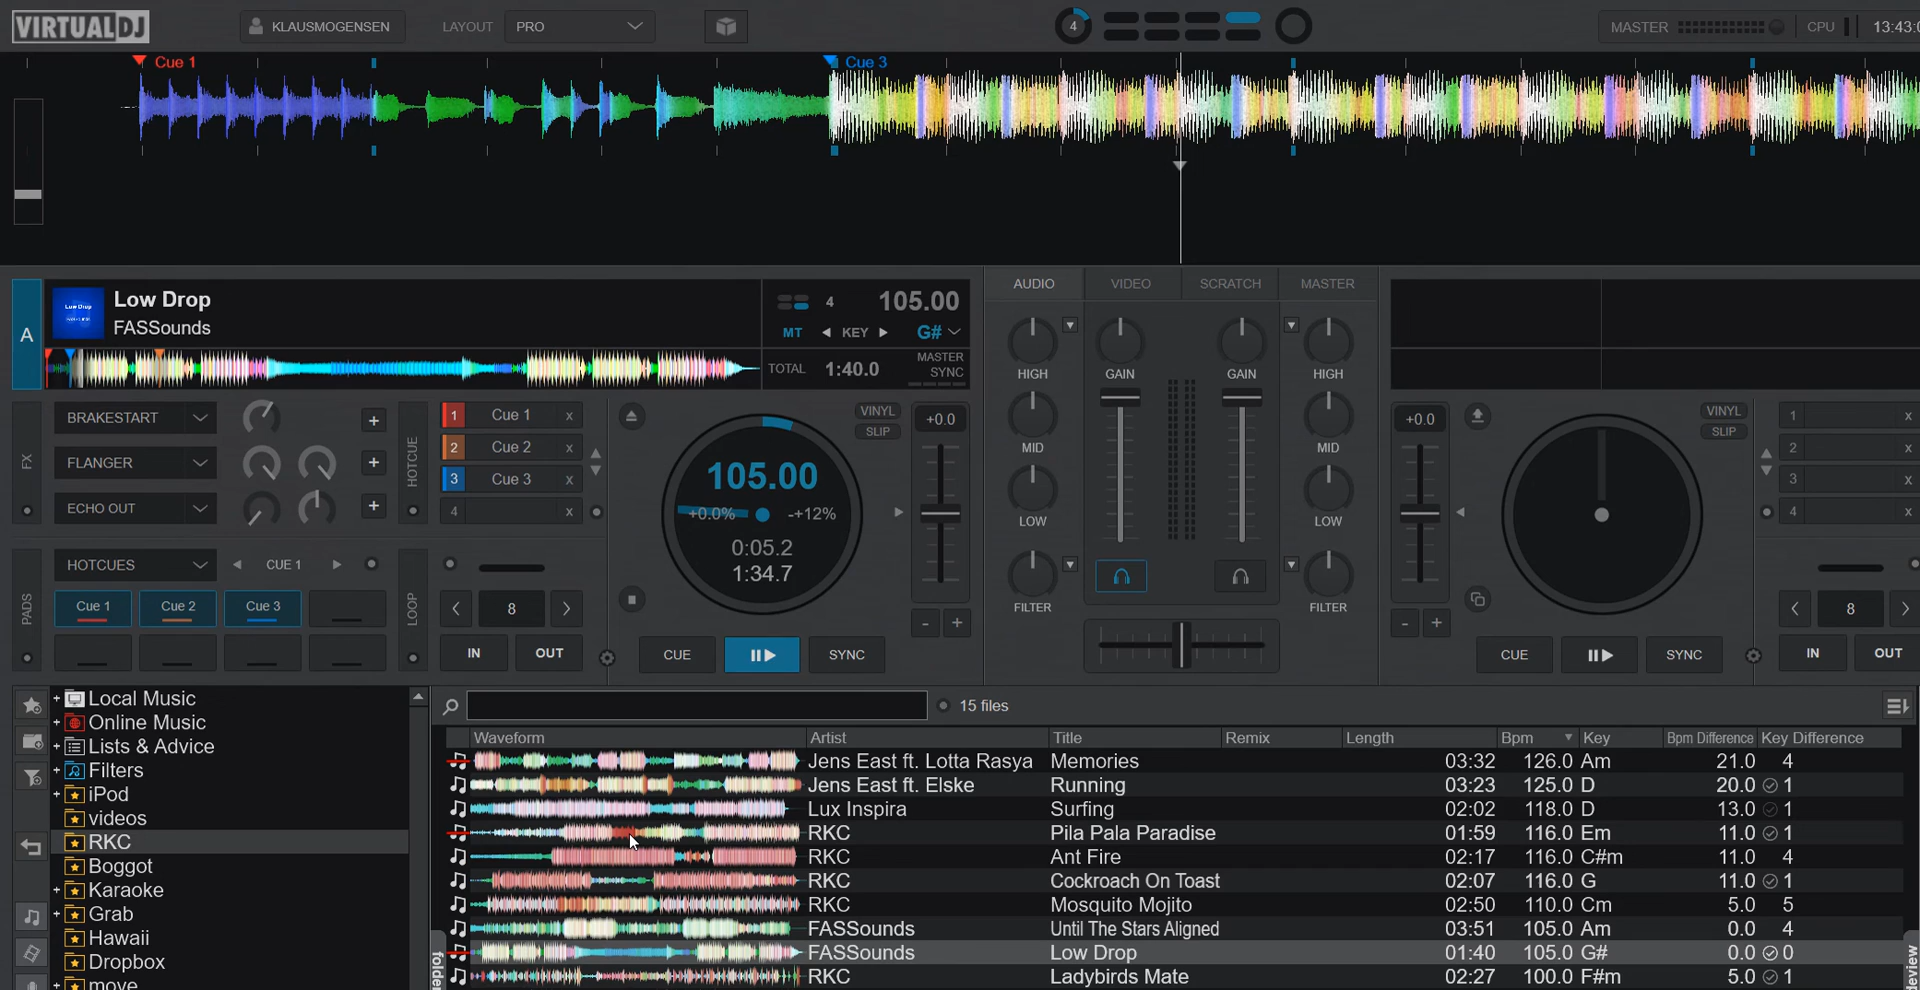 VIRTUALDJ KLAUSMOGENSEN LAYOUT PRO 4 MASTER CPU 13:43:0
Cue 1 Cue 3
A Low Drop 4 105.00
FASSounds MT KEY G#
TOTAL 1:40.0 MASTER SYNC
AUDIO VIDEO SCRATCH MASTER
HIGH GAIN GAIN HIGH
MID MID
LOW LOW
FILTER FILTER
FX BRAKESTART
FLANGER
ECHO OUT
HOTCUE 1 Cue 1 x
2 Cue 2 x
3 Cue 3 x
4 x
VINYL
SLIP
+0.0
105.00
+0.0% -+12%
0:05.2
1:34.7
- +
PADS HOTCUES CUE 1
Cue 1 Cue 2 Cue 3
LOOP < 8 >
IN OUT
CUE SYNC
+0.0
VINYL
SLIP
1 x
2 x
3 x
4 x
- +
< 8 >
CUE SYNC IN OUT
+ Local Music
+ Online Music
+ Lists & Advice
+ Filters
+ iPod
videos
RKC
Boggot
+ Karaoke
+ Grab
Hawaii
Dropbox
+ move
folder
15 files
Waveform Artist Title Remix Length Bpm Key Bpm Difference Key Difference
Jens East ft. Lotta Rasya Memories 03:32 126.0 Am 21.0 4
Jens East ft. Elske Running 03:23 125.0 D 20.0 1
Lux Inspira Surfing 02:02 118.0 D 13.0 1
RKC Pila Pala Paradise 01:59 116.0 Em 11.0 1
RKC Ant Fire 02:17 116.0 C#m 11.0 4
RKC Cockroach On Toast 02:07 116.0 G 11.0 1
RKC Mosquito Mojito 02:50 110.0 Cm 5.0 5
FASSounds Until The Stars Aligned 03:51 105.0 Am 0.0 4
FASSounds Low Drop 01:40 105.0 G# 0.0 0
RKC Ladybirds Mate 02:27 100.0 F#m 5.0 1
deview